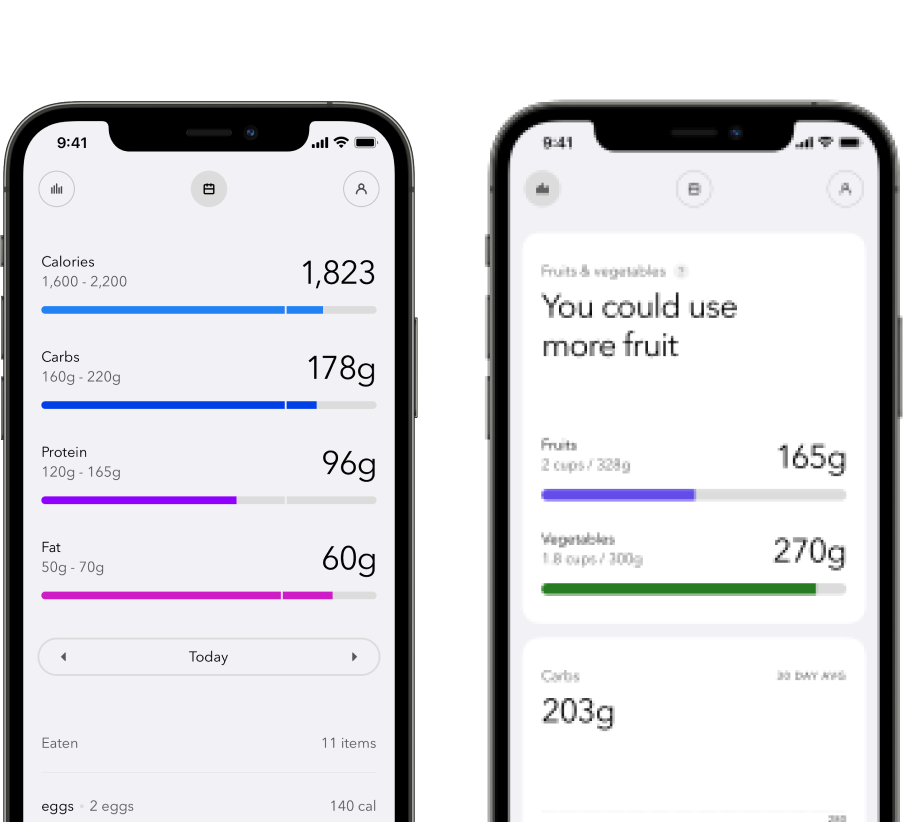 9:41
Calories
1,600 - 2,200
1,823
Carbs
160g - 220g
178g
Protein
120g - 165g
96g
Fat
50g - 70g
60g
Today
Eaten
11 items
eggs · 2 eggs
140 cal
9:41
Fruits & vegetables ?
You could use
more fruit
Fruits
2 cups / 328g
165g
Vegetables
1.8 cups / 300g
270g
Carbs
30 DAY AVG
203g